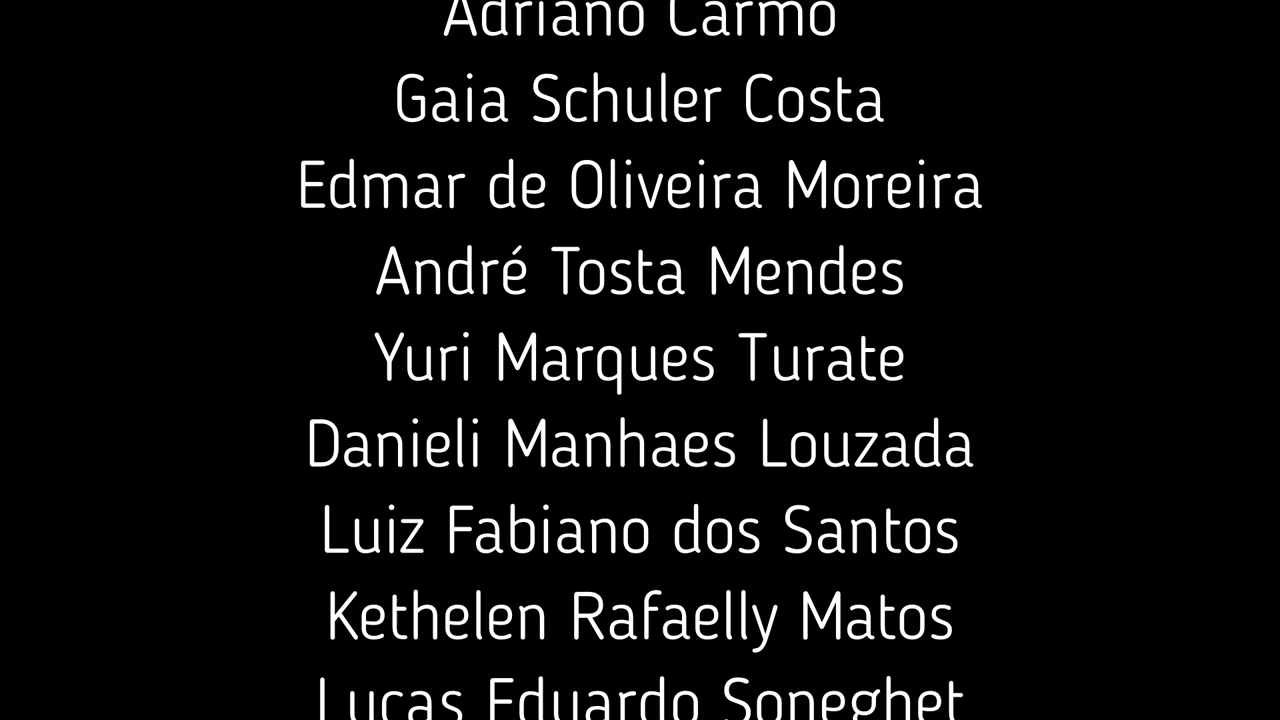 Adriano Carmo
Gaia Schuler Costa
Edmar de Oliveira Moreira
André Tosta Mendes
Yuri Marques Turate
Danieli Manhaes Louzada
Luiz Fabiano dos Santos
Kethelen Rafaelly Matos
Lucas Eduardo Soneghet